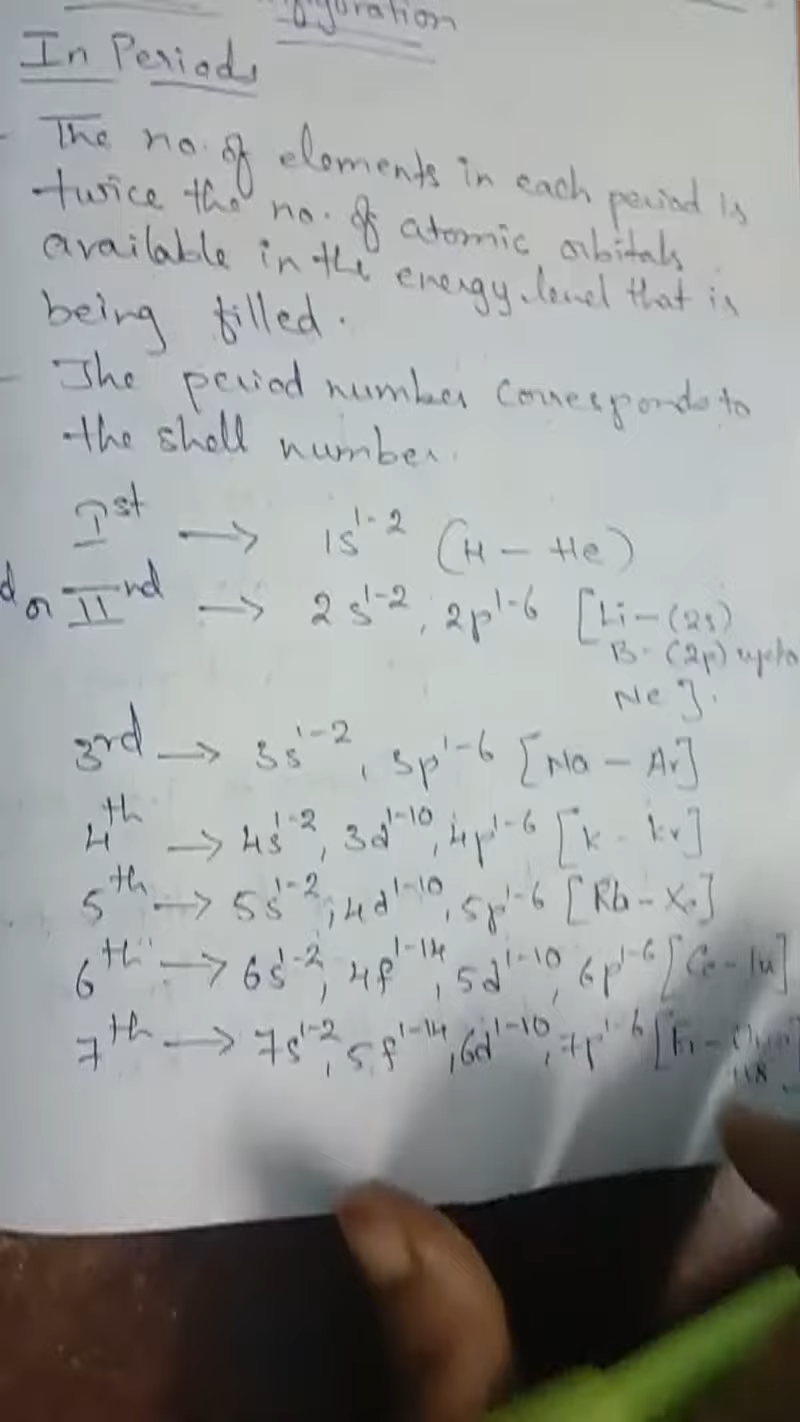 In Periods
- The no. of elements in each period is
twice the no. of atomic orbitals
available in the energy level that is
being filled.
- The period number corresponds to
the shell number.
Ist → 1s1-2 (H - He)
or IInd → 2s1-2, 2p1-6 [Li - (2s)
B - (2p) upto
Ne].
3rd → 3s1-2, 3p1-6 [Na - Ar]
4th → 4s1-2, 3d1-10, 4p1-6 [K - Kr]
5th → 5s1-2, 4d1-10, 5p1-6 [Rb - Xe]
6th → 6s1-2, 4f1-14, 5d1-10, 6p1-6
7th → 7s1-2, 5f1-14, 6d1-10, 7p1-6 [Fr -
118